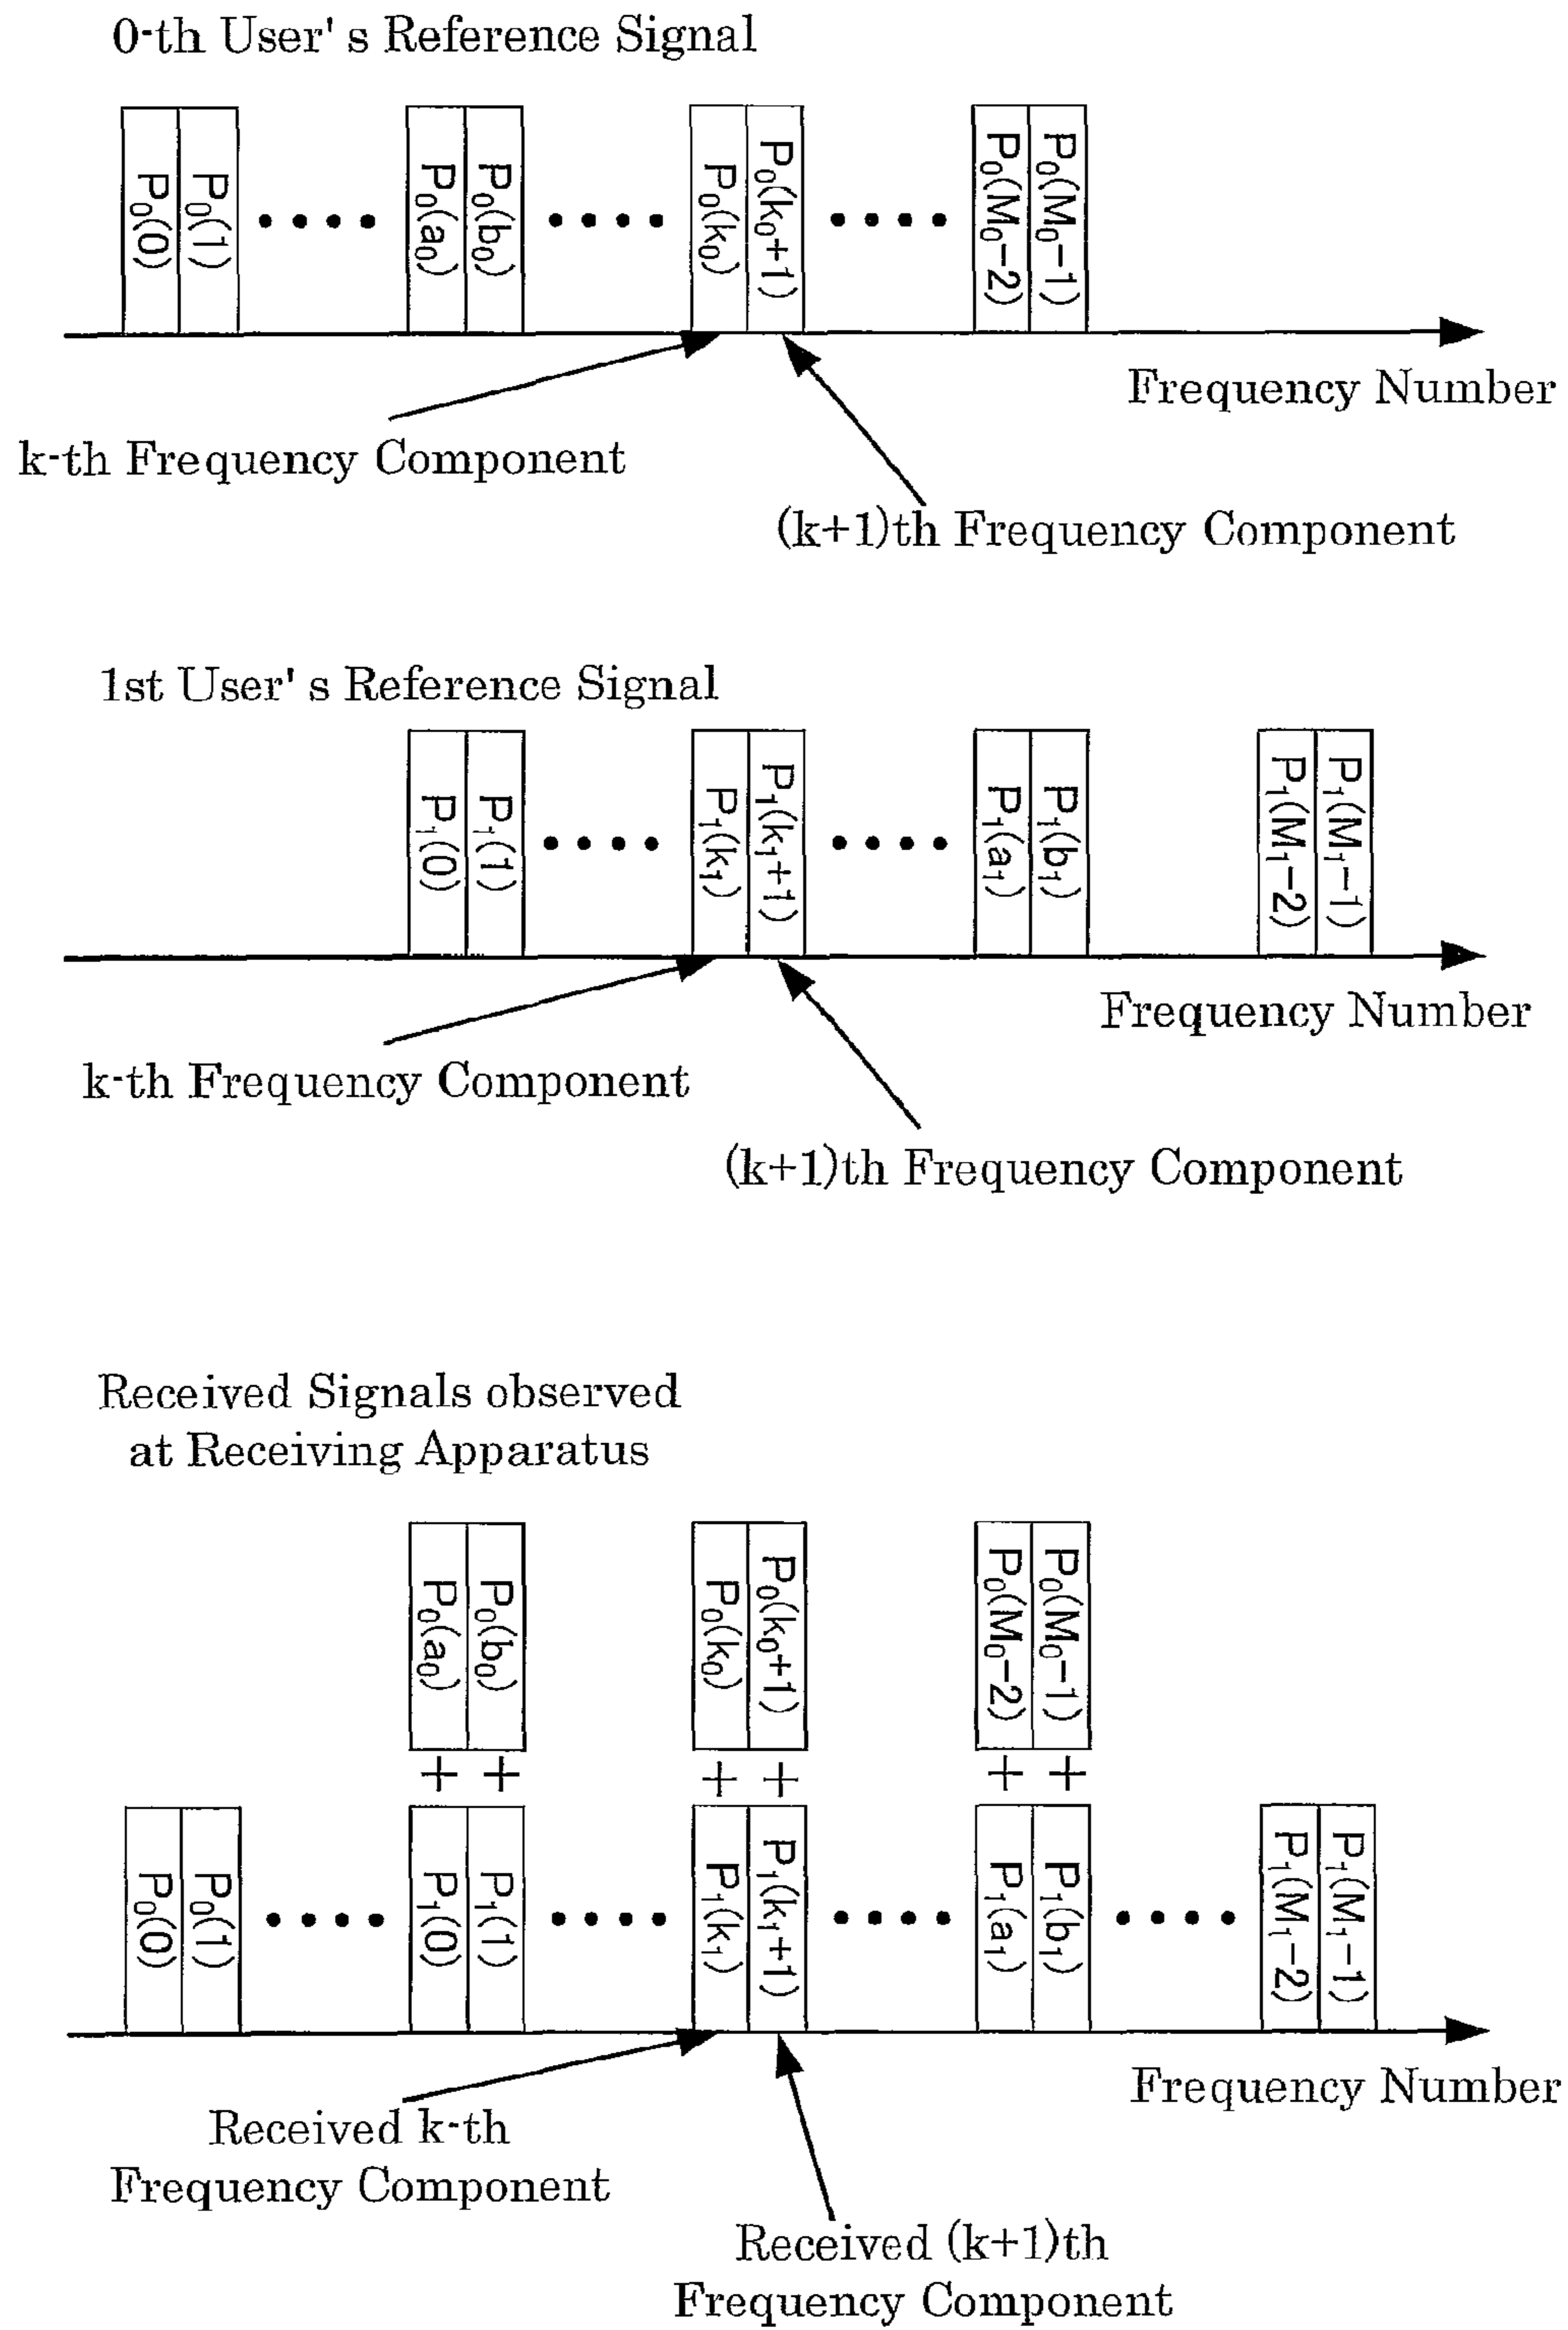 0-th User' s Reference Signal
P₀(0)
P₀(1)
P₀(a₀)
P₀(b₀)
P₀(k₀)
P₀(k₀+1)
P₀(M₀−2)
P₀(M₀−1)
Frequency Number
k-th Frequency Component
(k+1)th Frequency Component
1st User' s Reference Signal
P₁(0)
P₁(1)
P₁(k₁)
P₁(k₁+1)
P₁(a₁)
P₁(b₁)
P₁(M₁−2)
P₁(M₁−1)
Frequency Number
k-th Frequency Component
(k+1)th Frequency Component
Received Signals observed
at Receiving Apparatus
P₀(a₀)
P₀(b₀)
P₀(k₀)
P₀(k₀+1)
P₀(M₀−2)
P₀(M₀−1)
+ + + + + +
P₀(0)
P₀(1)
P₁(0)
P₁(1)
P₁(k₁)
P₁(k₁+1)
P₁(a₁)
P₁(b₁)
P₁(M₁−2)
P₁(M₁−1)
Frequency Number
Received k-th
Frequency Component
Received (k+1)th
Frequency Component